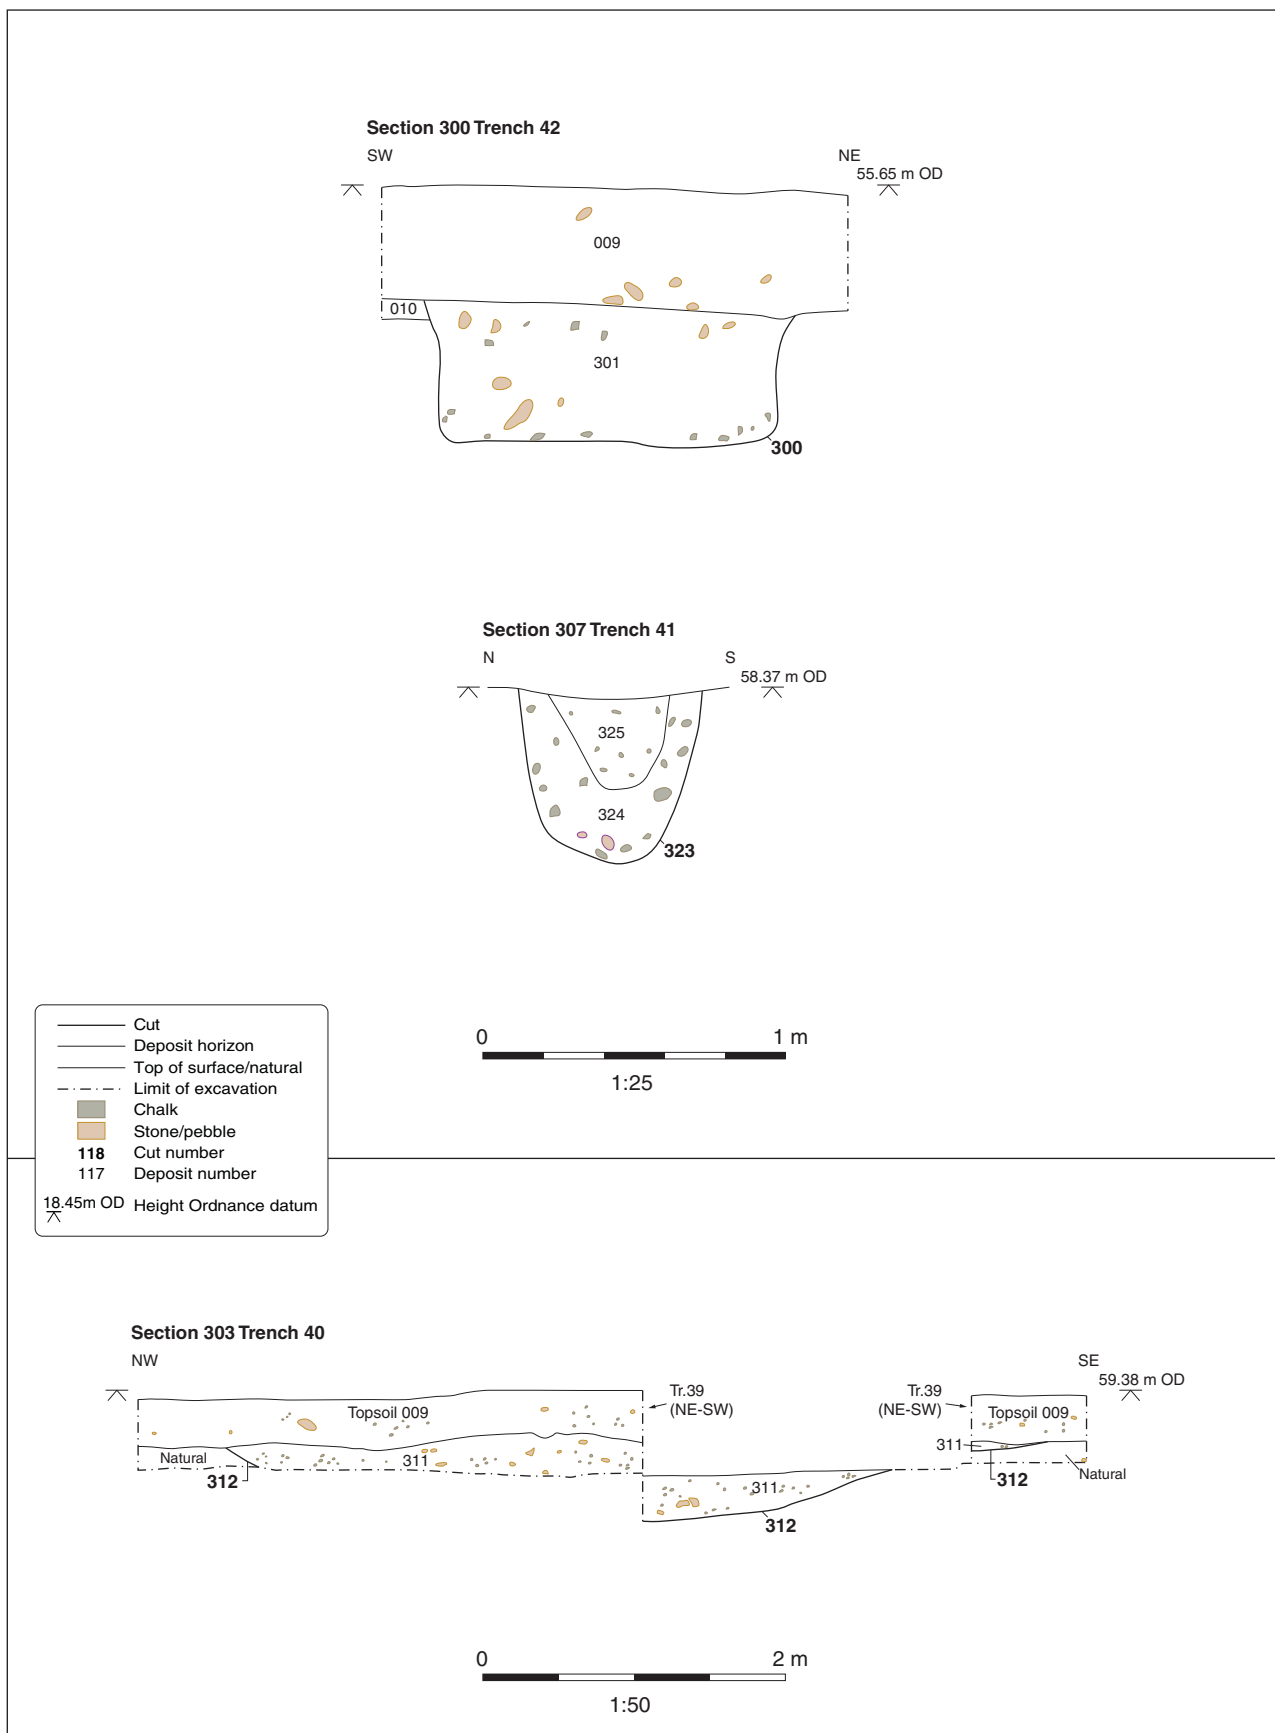 Section 300 Trench 42
SW
NE
55.65 m OD
009
010
301
300
Section 307 Trench 41
N
S
58.37 m OD
325
324
323
Cut
Deposit horizon
Top of surface/natural
Limit of excavation
Chalk
Stone/pebble
118 Cut number
117 Deposit number
18.45m OD Height Ordnance datum
0 1 m
1:25
Section 303 Trench 40
NW
SE
59.38 m OD
Tr.39
(NE-SW)
Tr.39
(NE-SW)
Topsoil 009
Topsoil 009
Natural
311
312
311
312
311
312
Natural
0 2 m
1:50